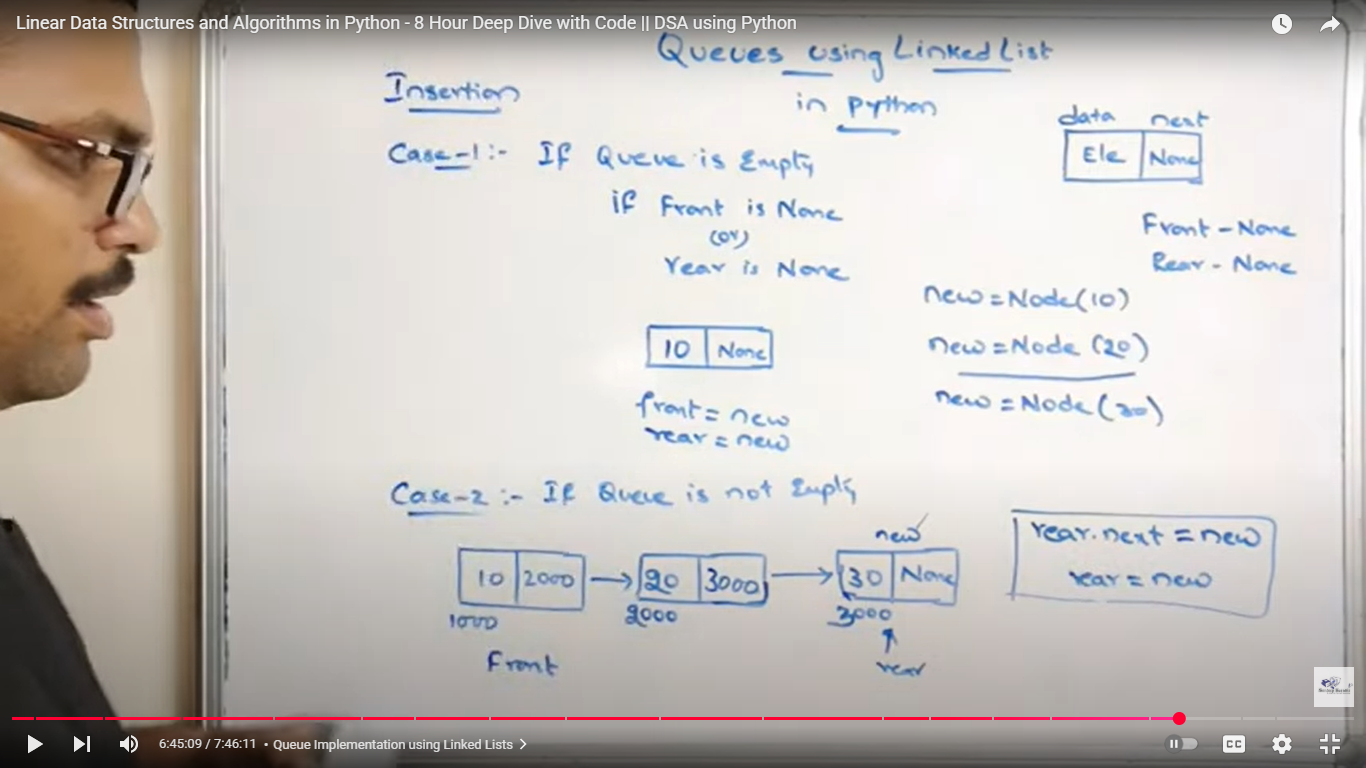 Linear Data Structures and Algorithms in Python - 8 Hour Deep Dive with Code || DSA using Python
Queues using Linked List
in python
Insertion
data next
Ele None
Case-1:- If Queue is Empty
if Front is None
(or)
rear is None
Front - None
Rear - None
new = Node(10)
new = Node (20)
new = Node (30)
10 None
front = new
rear = new
Case-2 :- If Queue is not Empty
new
10 2000 20 3000 30 None
1000 2000 3000
Front
rear
rear.next = new
rear = new
6:45:09 / 7:46:11 • Queue Implementation using Linked Lists
CC